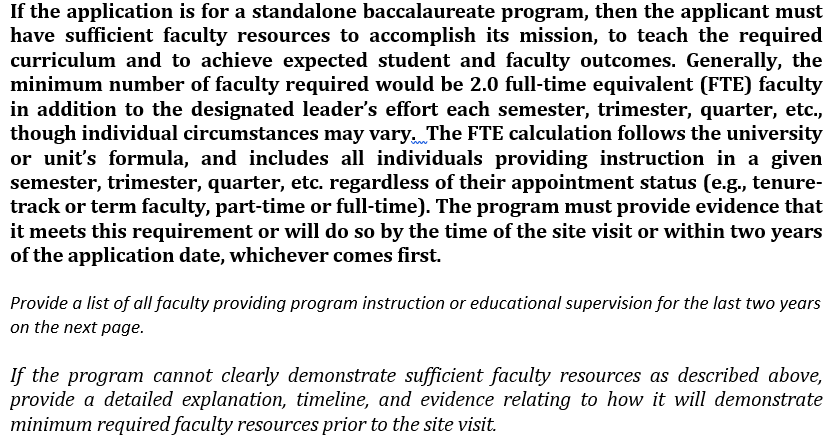 If the application is for a standalone baccalaureate program, then the applicant must
have sufficient faculty resources to accomplish its mission, to teach the required
curriculum and to achieve expected student and faculty outcomes. Generally, the
minimum number of faculty required would be 2.0 full-time equivalent (FTE) faculty
in addition to the designated leader’s effort each semester, trimester, quarter, etc.,
though individual circumstances may vary. The FTE calculation follows the university
or unit’s formula, and includes all individuals providing instruction in a given
semester, trimester, quarter, etc. regardless of their appointment status (e.g., tenure-
track or term faculty, part-time or full-time). The program must provide evidence that
it meets this requirement or will do so by the time of the site visit or within two years
of the application date, whichever comes first.
Provide a list of all faculty providing program instruction or educational supervision for the last two years
on the next page.
If the program cannot clearly demonstrate sufficient faculty resources as described above,
provide a detailed explanation, timeline, and evidence relating to how it will demonstrate
minimum required faculty resources prior to the site visit.